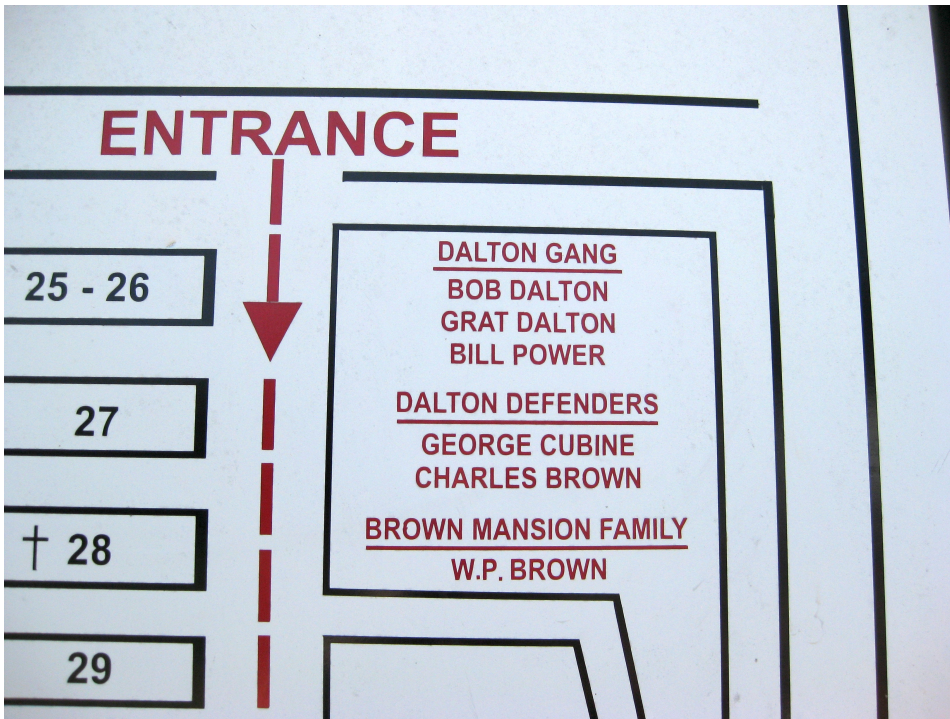 ENTRANCE
25 - 26
27
† 28
29
DALTON GANG
BOB DALTON
GRAT DALTON
BILL POWER
DALTON DEFENDERS
GEORGE CUBINE
CHARLES BROWN
BROWN MANSION FAMILY
W.P. BROWN